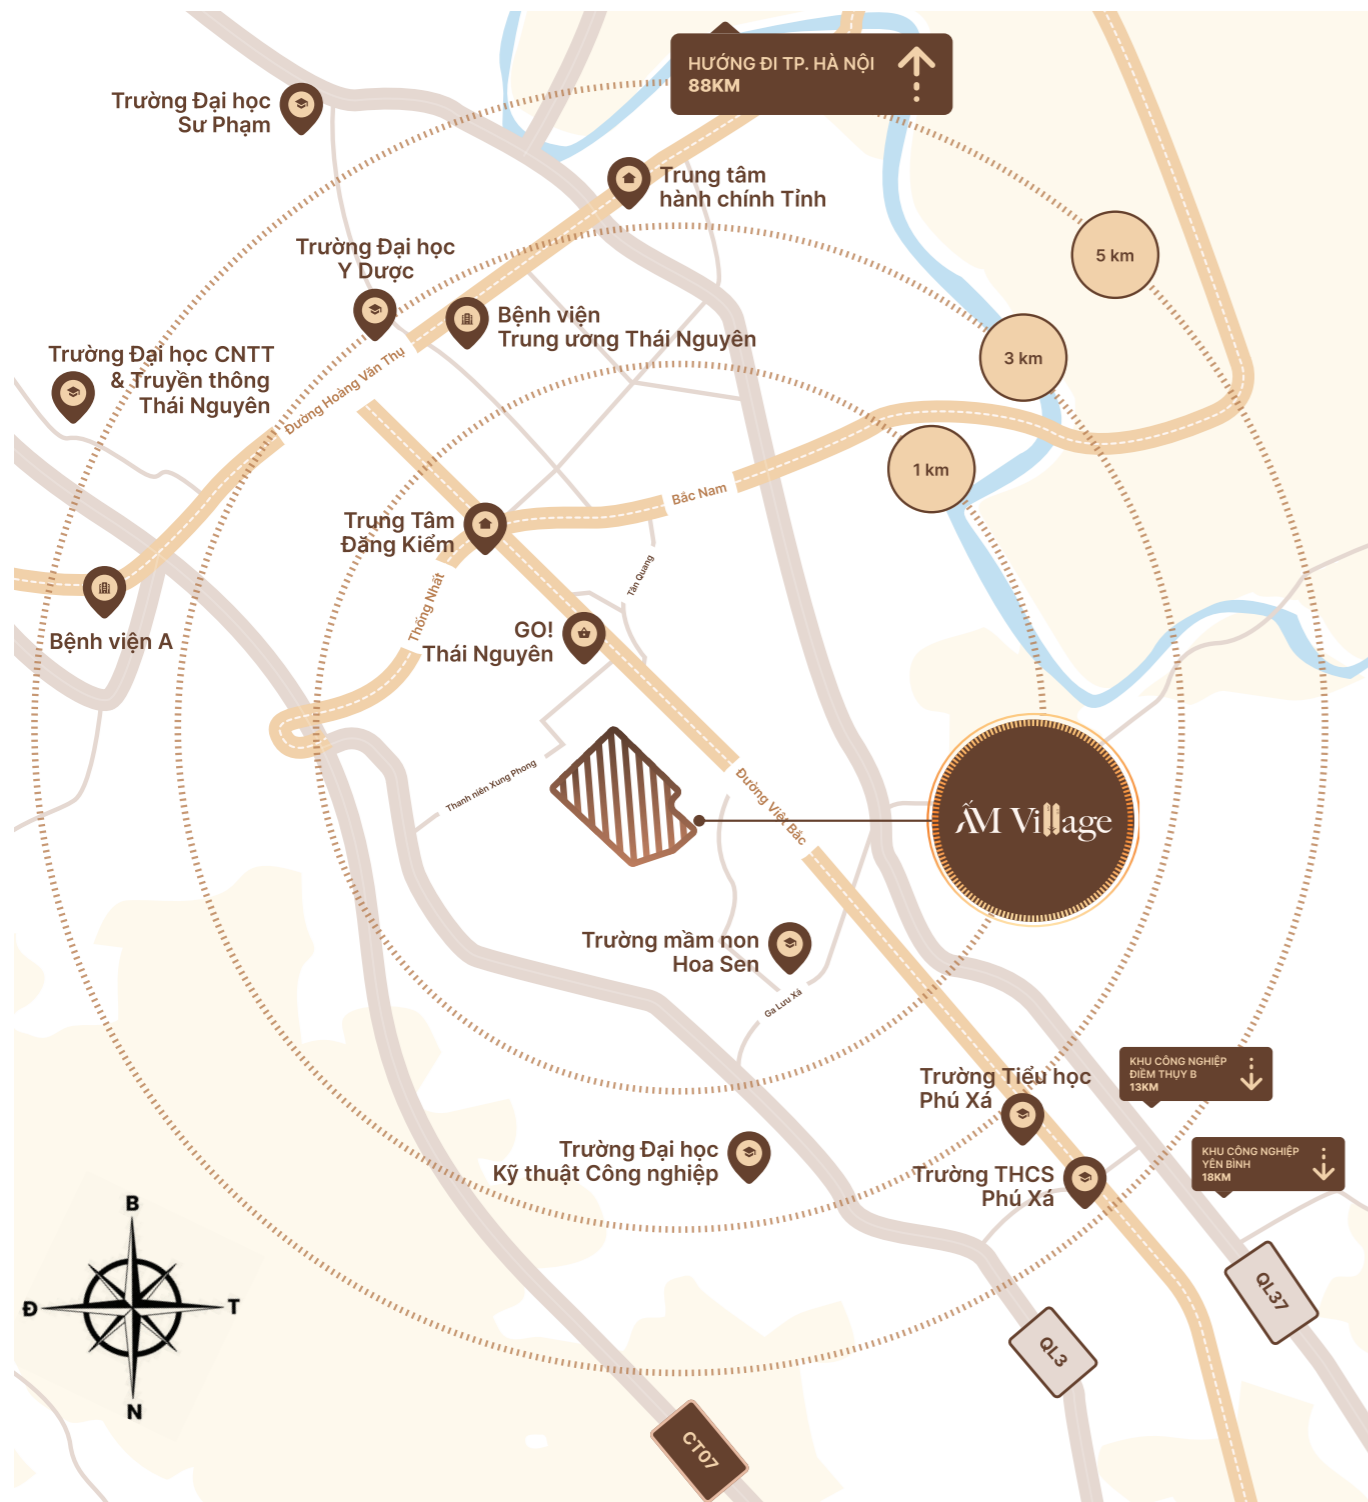 HƯỚNG ĐI TP. HÀ NỘI
88KM
Trường Đại học
Sư Phạm
Trung tâm
hành chính Tỉnh
5 km
Trường Đại học
Y Dược
Bệnh viện
Trung ương Thái Nguyên
3 km
Trường Đại học CNTT
& Truyền thông
Thái Nguyên
Đường Hoàng Văn Thụ
1 km
Bắc Nam
Trung Tâm
Đăng Kiểm
Tân Quang
Thống Nhất
Bệnh viện A
GO!
Thái Nguyên
Thanh niên Xung Phong
Đường Việt Bắc
ẤM Village
Trường mầm non
Hoa Sen
Ga Lưu Xá
KHU CÔNG NGHIỆP
ĐIỀM THỤY B
13KM
Trường Tiểu học
Phú Xá
Trường Đại học
Kỹ thuật Công nghiệp
KHU CÔNG NGHIỆP
YÊN BÌNH
18KM
Trường THCS
Phú Xá
B
Đ
T
N
QL37
QL3
CT07